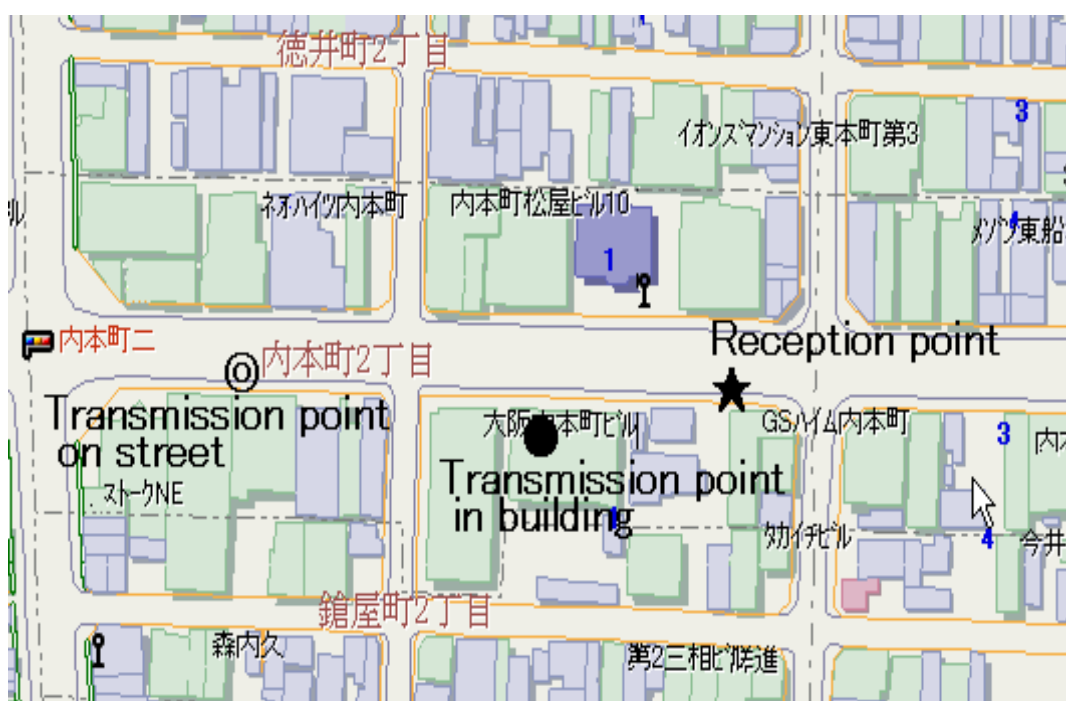 徳井町2丁目
3
イオンズマンション東本町第3
ネオハイツ内本町
内本町松屋ビル10
メゾン東船
1
内本町二
内本町2丁目
Reception point
Transmission point
on street
大阪内本町ビル
GSハイム内本町
3
内本
Transmission point
in building
ストークNE
タカイチビル
4
今井
鎗屋町2丁目
森内久
第2三相ビ